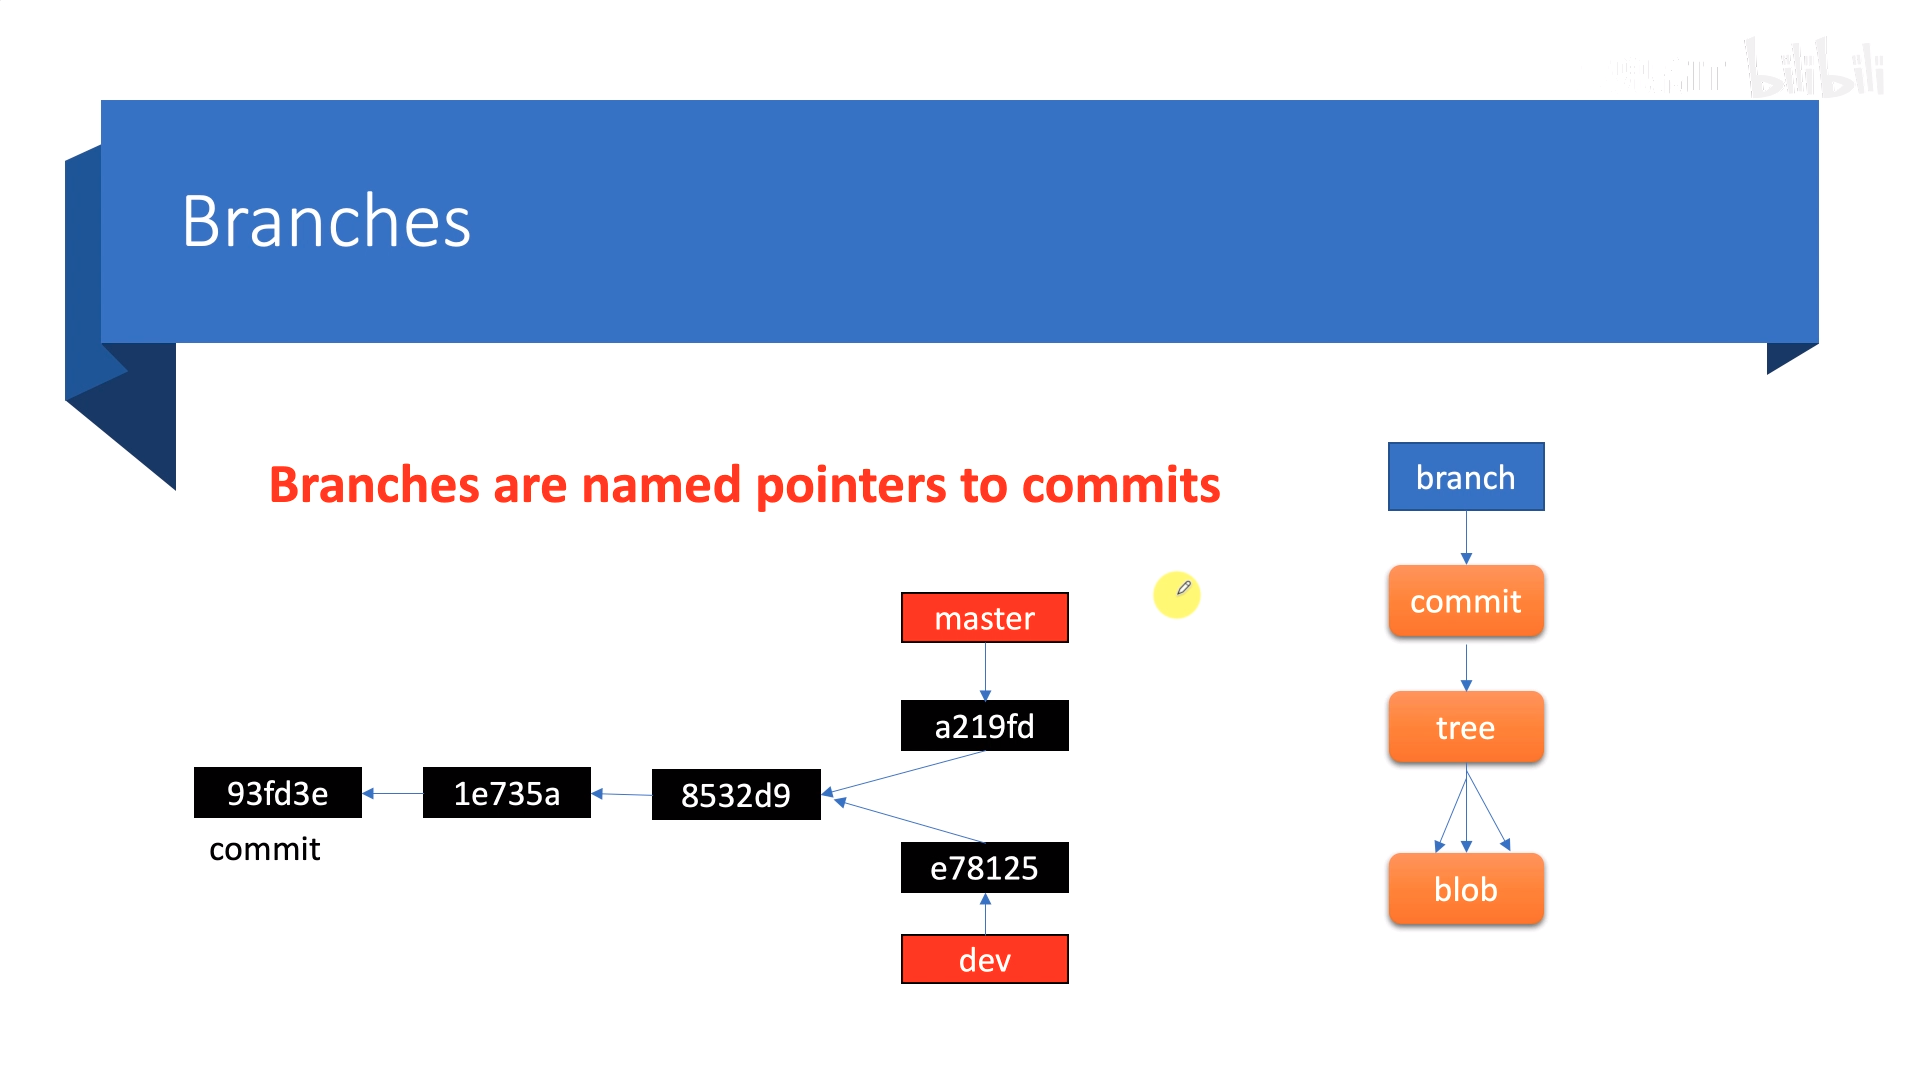 bilibili
Branches
Branches are named pointers to commits
master
a219fd
93fd3e
1e735a
8532d9
commit
e78125
dev
branch
commit
tree
blob